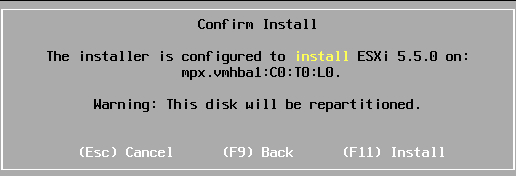 Confirm Install
The installer is configured to install ESXi 5.5.0 on:
mpx.vmhba1:C0:T0:L0.
Warning: This disk will be repartitioned.
(Esc) Cancel (F9) Back (F11) Install